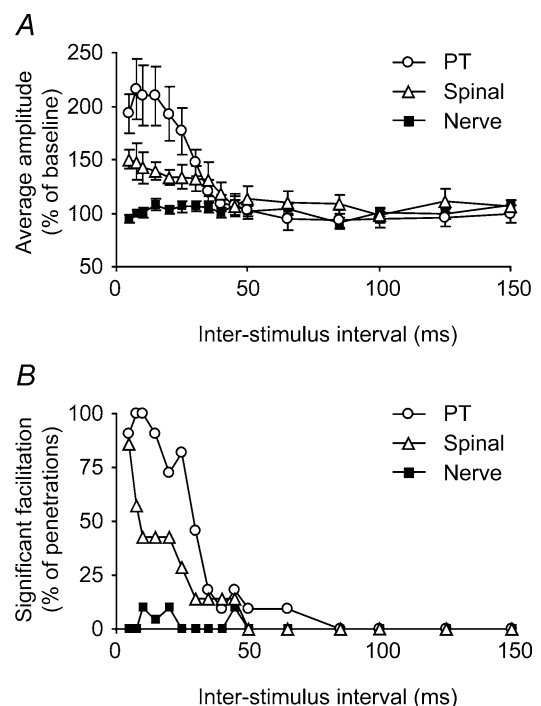 A
250
200
150
100
50
Average amplitude
(% of baseline)
PT
Spinal
Nerve
0
50
100
150
Inter-stimulus interval (ms)
B
100
75
50
25
0
Significant facilitation
(% of penetrations)
PT
Spinal
Nerve
0
50
100
150
Inter-stimulus interval (ms)